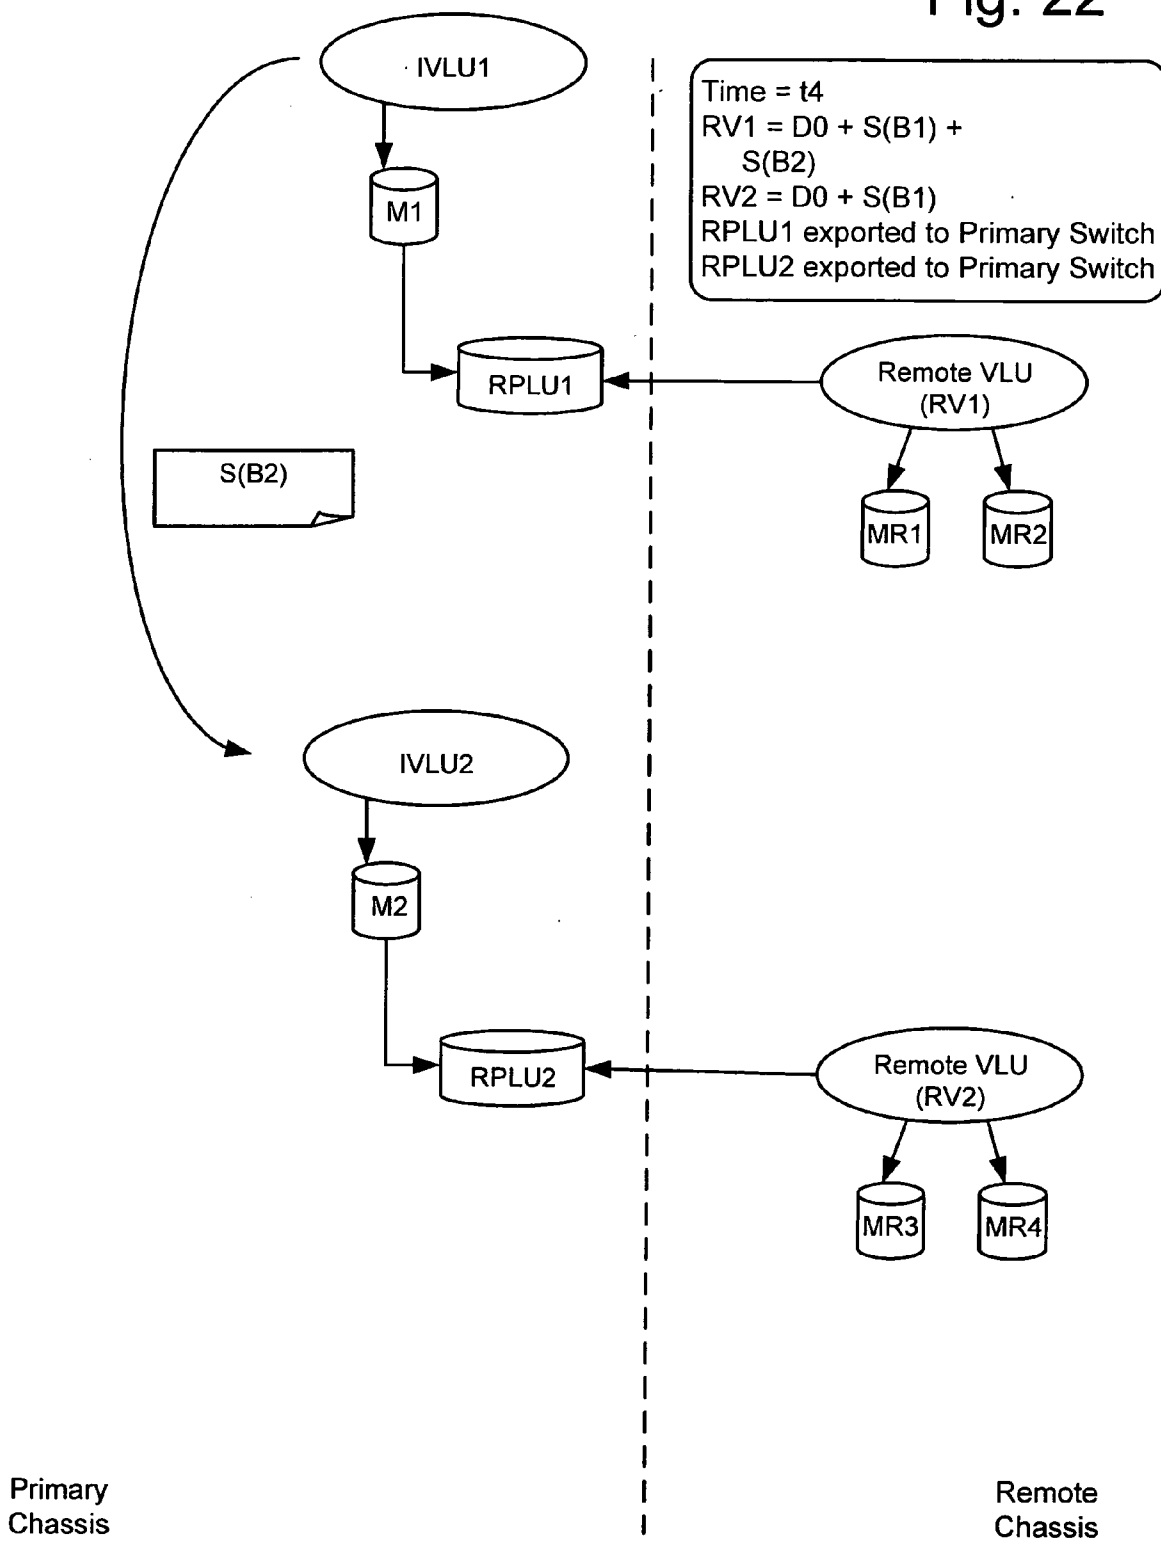 Fig. 22
IVLU1
Time = t4
RV1 = D0 + S(B1) +
S(B2)
RV2 = D0 + S(B1)
RPLU1 exported to Primary Switch
RPLU2 exported to Primary Switch
M1
RPLU1
Remote VLU
(RV1)
S(B2)
MR1
MR2
IVLU2
M2
RPLU2
Remote VLU
(RV2)
MR3
MR4
Primary
Chassis
Remote
Chassis